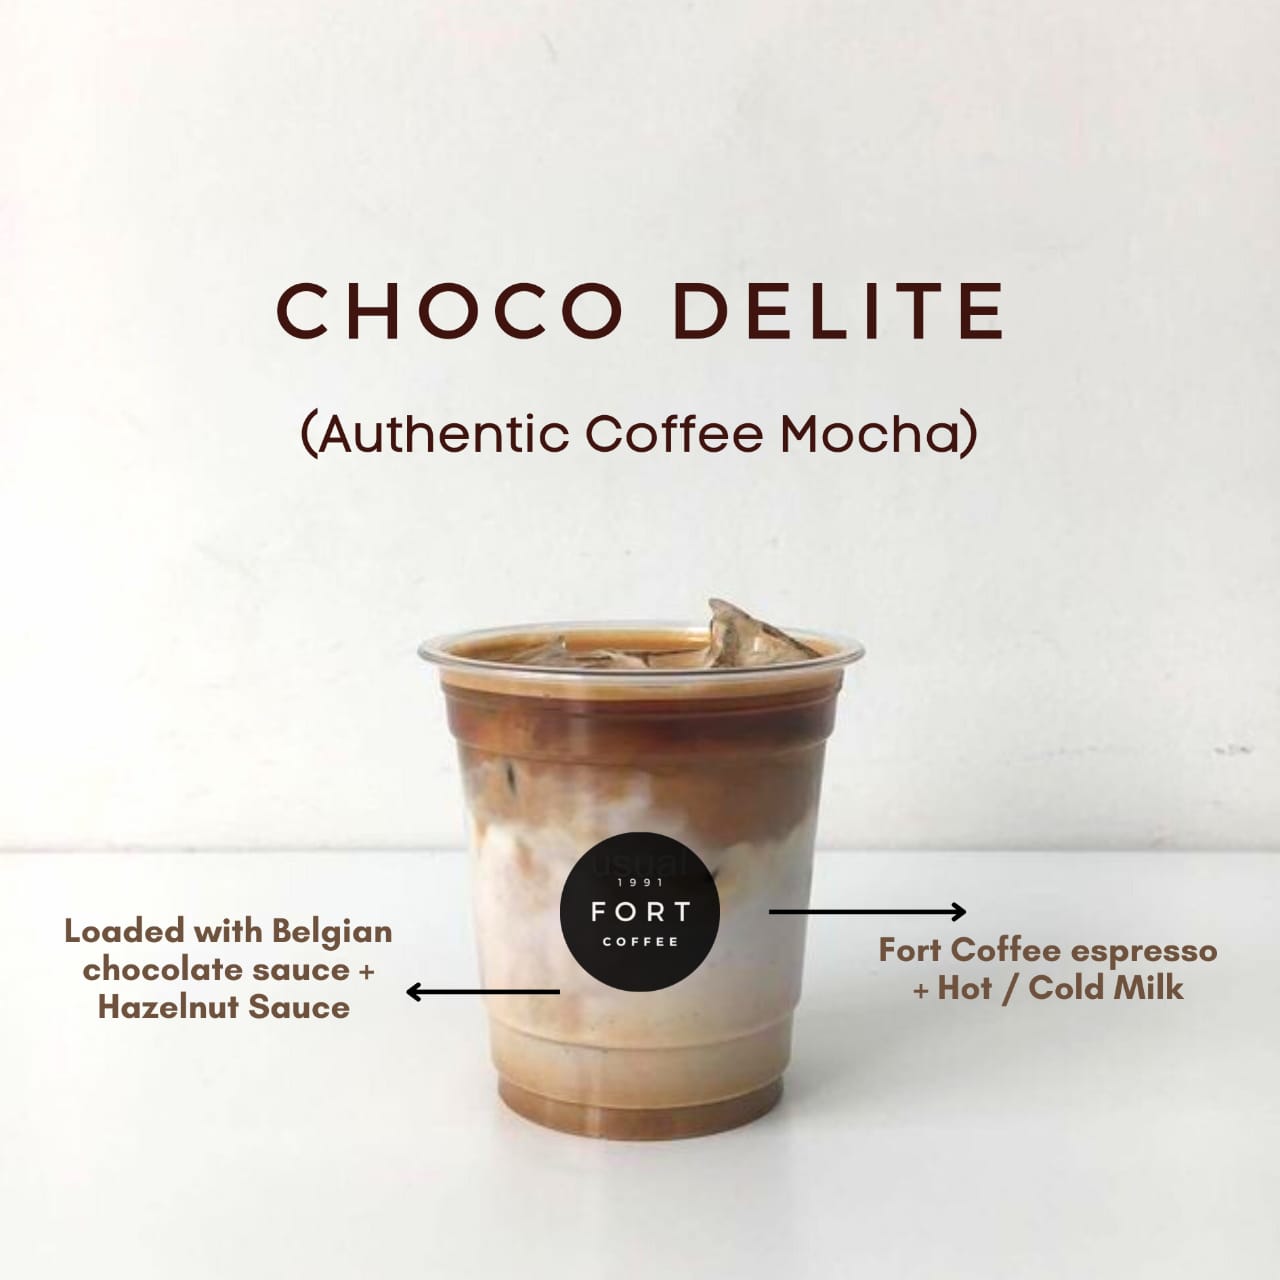 CHOCO DELITE
(Authentic Coffee Mocha)
usual
1991
FORT
COFFEE
Loaded with Belgian
chocolate sauce +
Hazelnut Sauce
Fort Coffee espresso
+ Hot / Cold Milk